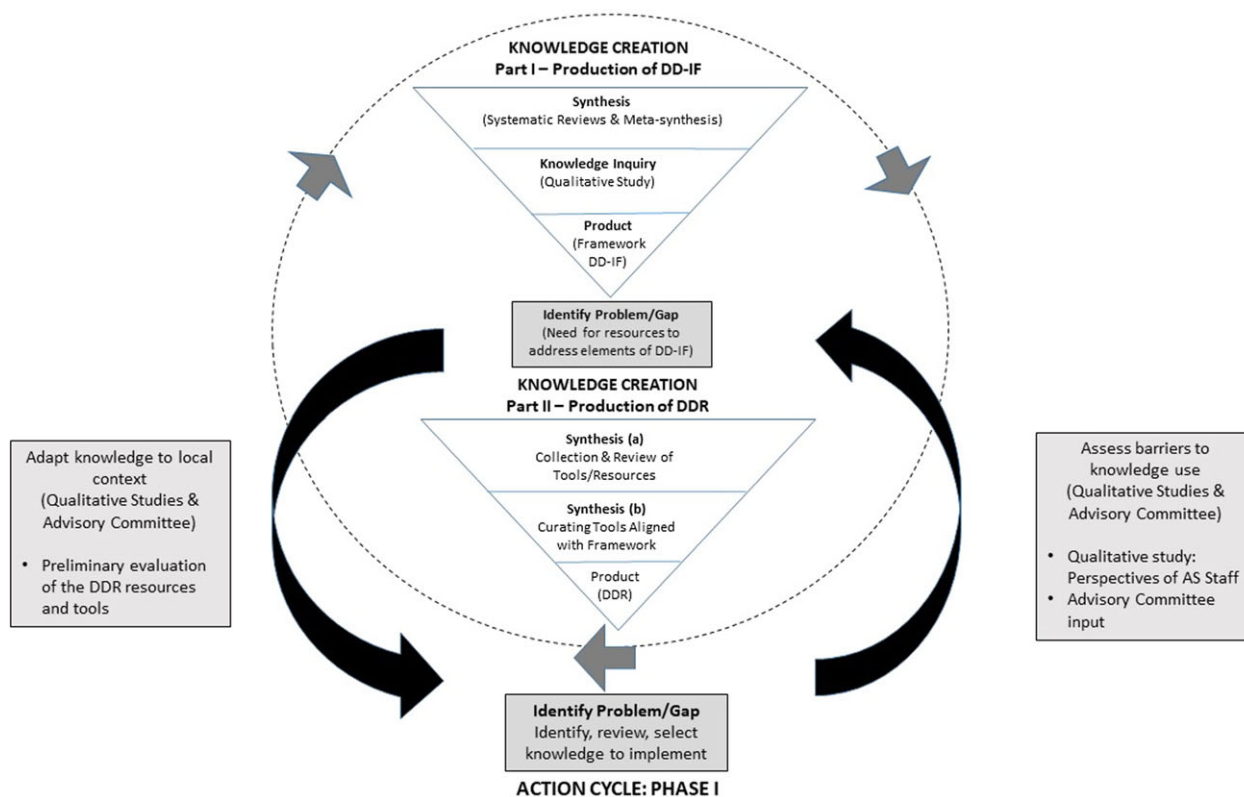 KNOWLEDGE CREATION
Part I – Production of DD-IF
Synthesis
(Systematic Reviews & Meta-synthesis)
Knowledge Inquiry
(Qualitative Study)
Product
(Framework
DD-IF)
Identify Problem/Gap
(Need for resources to
address elements of DD-IF)
KNOWLEDGE CREATION
Part II – Production of DDR
Synthesis (a)
Collection & Review of
Tools/Resources
Synthesis (b)
Curating Tools Aligned
with Framework
Product
(DDR)
Adapt knowledge to local
context
(Qualitative Studies &
Advisory Committee)
• Preliminary evaluation
of the DDR resources
and tools
Assess barriers to
knowledge use
(Qualitative Studies &
Advisory Committee)
• Qualitative study:
Perspectives of AS Staff
• Advisory Committee
input
Identify Problem/Gap
Identify, review, select
knowledge to implement
ACTION CYCLE: PHASE I